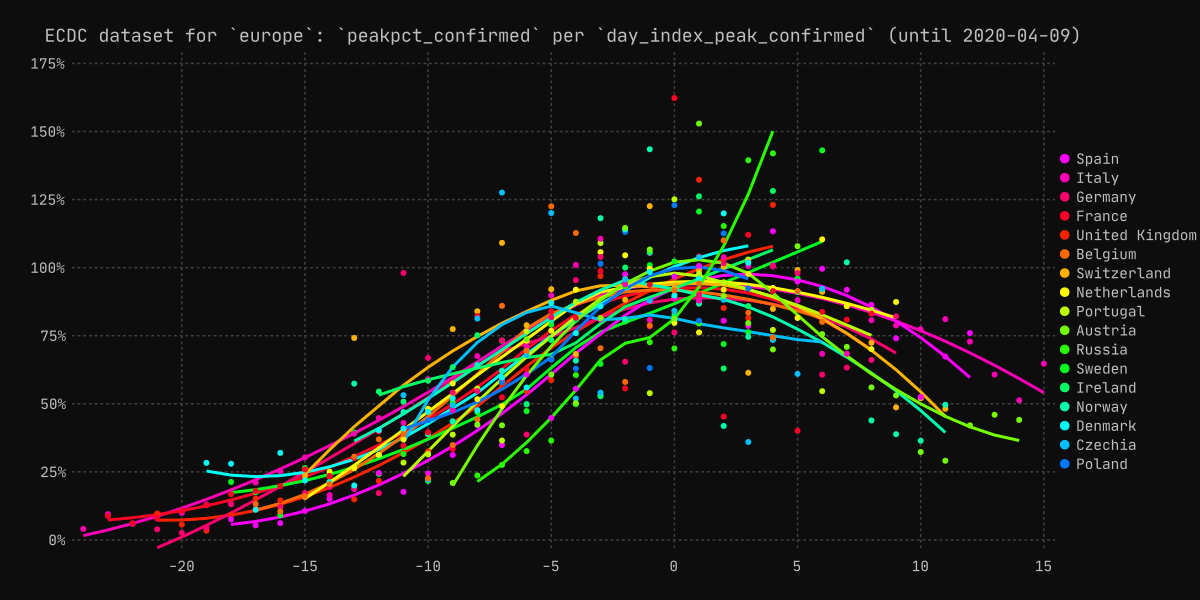 ECDC dataset for `europe`: `peakpct_confirmed` per `day_index_peak_confirmed` (until 2020-04-09)
175%
150%
125%
100%
75%
50%
25%
0%
-20 -15 -10 -5 0 5 10 15
Spain
Italy
Germany
France
United Kingdom
Belgium
Switzerland
Netherlands
Portugal
Austria
Russia
Sweden
Ireland
Norway
Denmark
Czechia
Poland